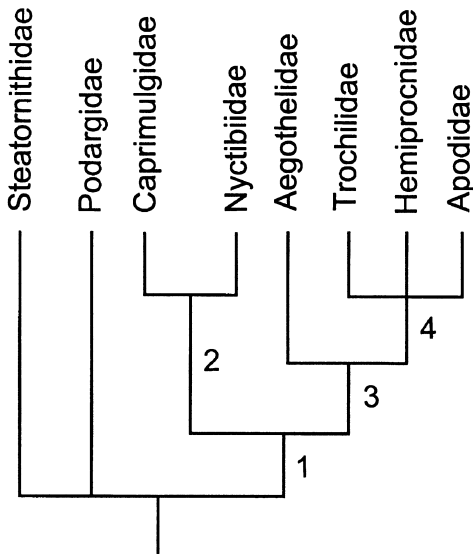 Steatornithidae
Podargidae
Caprimulgidae
Nyctibiidae
Aegothelidae
Trochilidae
Hemiprocnidae
Apodidae
4
2
3
1